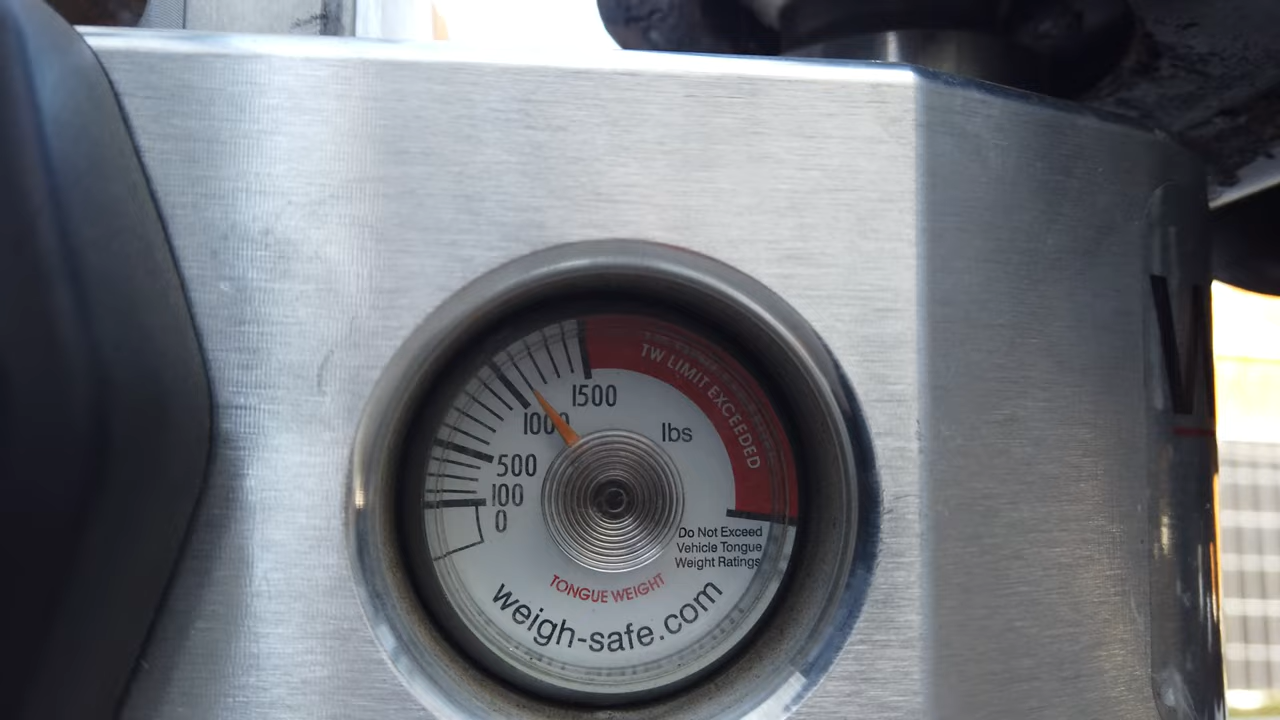 TW LIMIT EXCEEDED
1500
1000
lbs
500
100
0
Do Not Exceed
Vehicle Tongue
Weight Ratings
TONGUE WEIGHT
weigh-safe.com